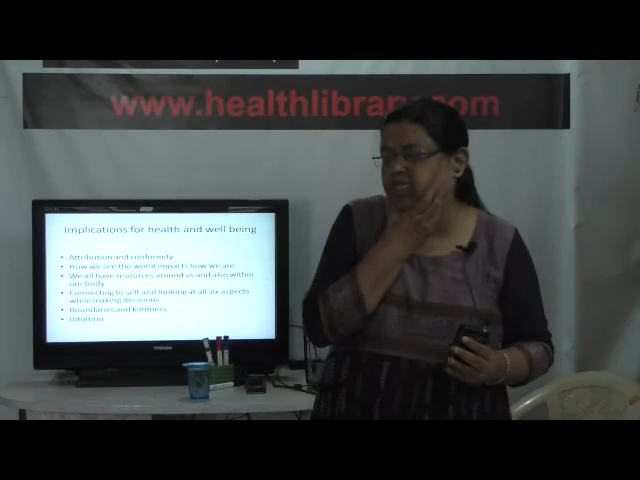 www.healthlibrary.com
Implications for health and well being
• Attribution and conformity
• How we see the world impacts how we are
• We all have resources around us and also within
our body
• Connecting to self and looking at all six aspects
while making decisions
• Boundaries and kindness
• Intuition